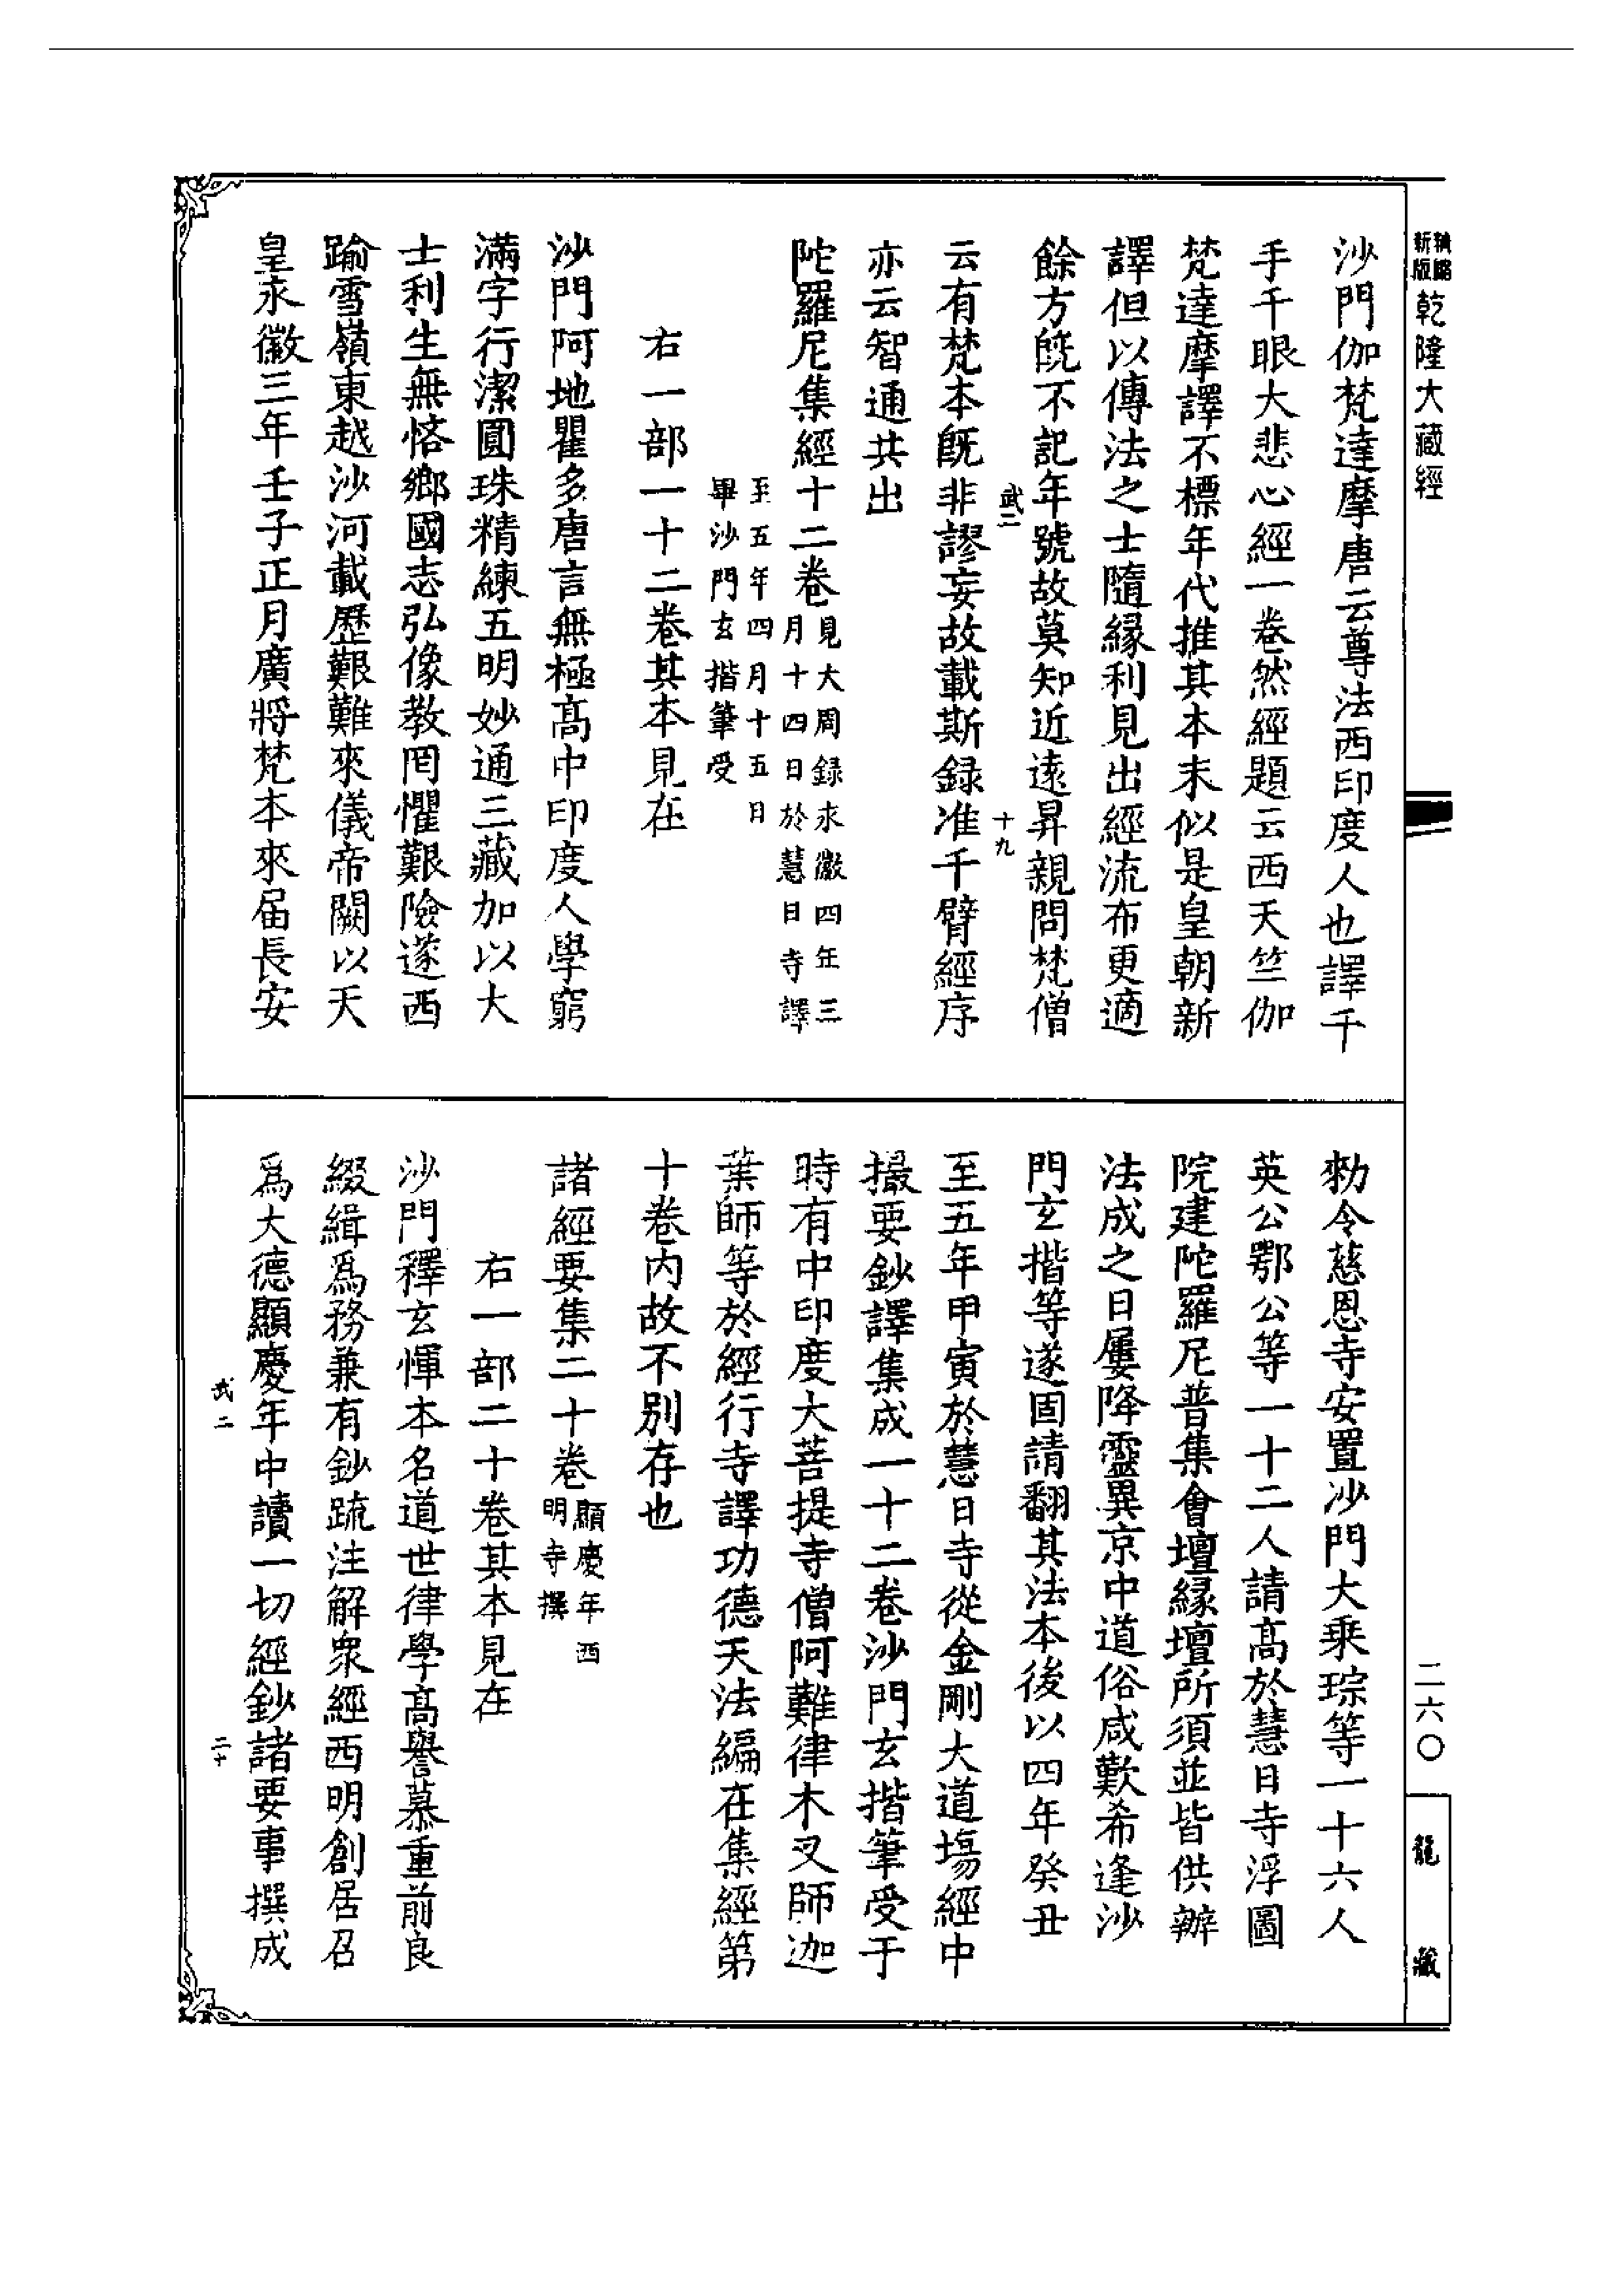 沙門伽梵達摩唐云尊法西印度人也譯千
手千眼大悲心經一卷然經題云西天竺伽
梵達摩譯不標年代推其本末似是皇朝新
譯但以傳法之士隨緣利見出經流布更適
餘方旣不記年號故莫知近遠昇親問梵僧
武二
十九
云有梵本旣非謬妄故載斯錄准千臂經序
亦云智通共出
陀羅尼集經十二卷
見大周錄永徽四年三
月十四日於慧日寺譯
至五年四月十五日
畢沙門玄揩筆受
右一部一十二卷其本見在
沙門阿地瞿多唐言無極高中印度人學窮
滿字行潔圓珠精練五明妙通三藏加以大
士利生無悋鄉國志弘像教罔懼艱險遂西
踰雪嶺東越沙河載歷艱難來儀帝闕以天
皇永徽三年壬子正月廣將梵本來届長安
勅令慈恩寺安置沙門大乘琮等一十六人
英公鄂公等一十二人請高於慧日寺浮圖
院建陀羅尼普集會壇緣壇所須並皆供辦
法成之日屢降靈異京中道俗咸歎希逢沙
門玄揩等遂固請翻其法本後以四年癸丑
至五年甲寅於慧日寺從金剛大道場經中
撮要鈔譯集成一十二卷沙門玄揩筆受于
時有中印度大菩提寺僧阿難律木叉師迦
葉師等於經行寺譯功德天法編在集經第
十卷內故不別存也
諸經要集二十卷
顯慶年西
明寺撰
右一部二十卷其本見在
沙門釋玄惲本名道世律學高譽慕重前良
綴緝爲務兼有鈔疏注解衆經西明創居召
爲大德顯慶年中讀一切經鈔諸要事撰成
武二
二十
新版
精縮
乾隆大藏經
二六〇
龍藏